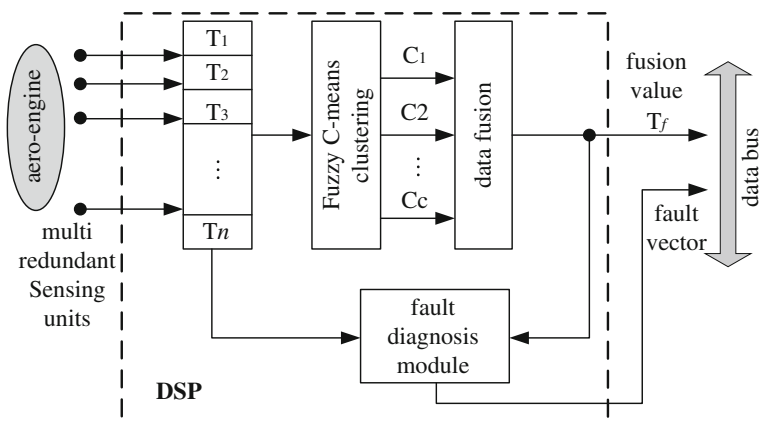 aero-engine
multi
redundant
Sensing
units
T1
T2
T3
⋮
Tn
Fuzzy C-means
clustering
C1
C2
⋮
Cc
data fusion
fusion
value
Tf
fault
vector
data bus
fault
diagnosis
module
DSP